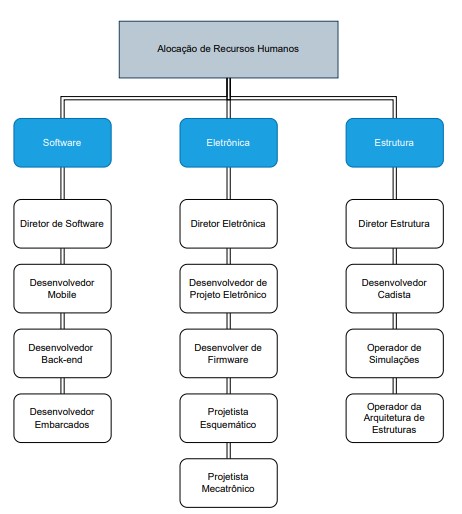 Alocação de Recursos Humanos
Software
Eletrônica
Estrutura
Diretor de Software
Diretor Eletrônica
Diretor Estrutura
Desenvolvedor
Mobile
Desenvolvedor de
Projeto Eletrônico
Desenvolvedor
Cadista
Desenvolvedor
Back-end
Desenvolver de
Firmware
Operador de
Simulações
Desenvolvedor
Embarcados
Projetista
Esquemático
Operador da
Arquitetura de
Estruturas
Projetista
Mecatrônico